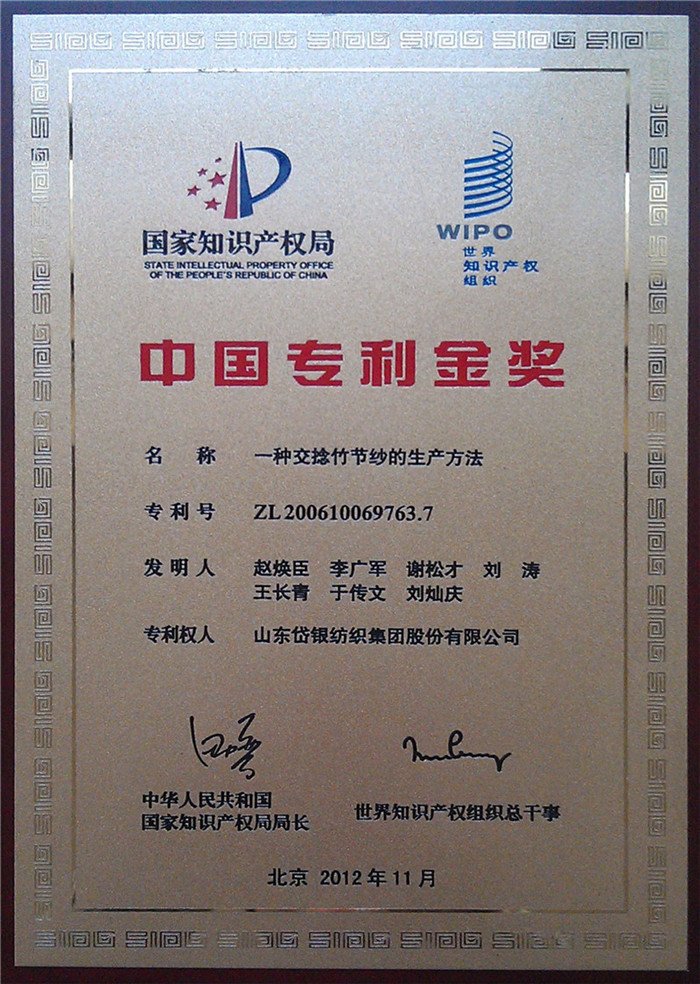 国家知识产权局
STATE INTELLECTUAL PROPERTY OFFICE
OF THE PEOPLE'S REPUBLIC OF CHINA
WIPO
世界
知识产权
组织
中国专利金奖
名 称 一种交捻竹节纱的生产方法
专利号 ZL200610069763.7
发明人 赵焕臣 李广军 谢松才 刘 涛
王长青 于传文 刘灿庆
专利权人 山东岱银纺织集团股份有限公司
中华人民共和国
国家知识产权局局长
世界知识产权组织总干事
北京 2012年11月